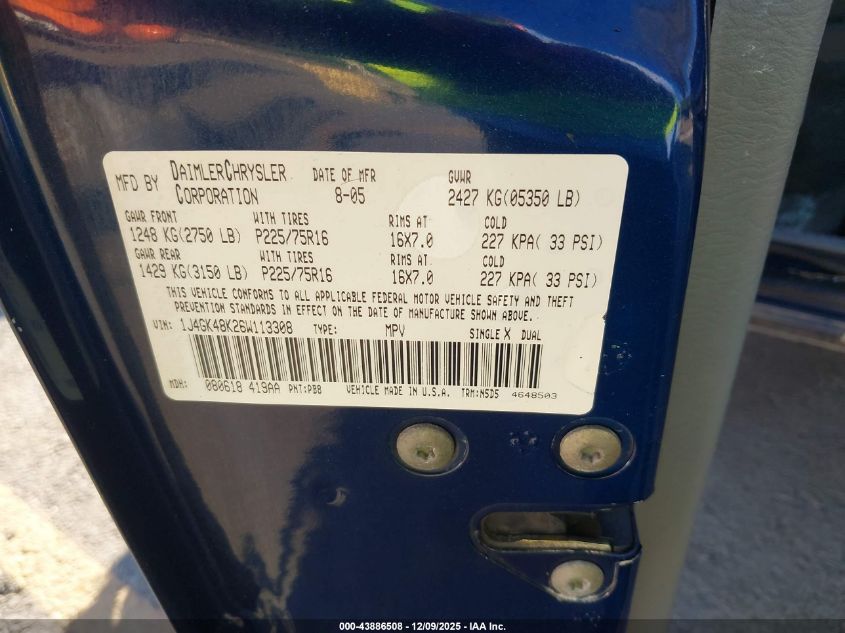 MFD BY DAIMLERCHRYSLER CORPORATION DATE OF MFR 8-05 GVWR 2427 KG(05350 LB)
GAWR FRONT WITH TIRES RIMS AT COLD
1248 KG(2750 LB) P225/75R16 16X7.0 227 KPA( 33 PSI)
GAWR REAR WITH TIRES RIMS AT COLD
1429 KG(3150 LB) P225/75R16 16X7.0 227 KPA( 33 PSI)
THIS VEHICLE CONFORMS TO ALL APPLICABLE FEDERAL MOTOR VEHICLE SAFETY AND THEFT
PREVENTION STANDARDS IN EFFECT ON THE DATE OF MANUFACTURE SHOWN ABOVE.
VIN: 1J4GK48K26W113308 TYPE: MPV SINGLE X DUAL
MDH: 080618 419AA PNT:PB8 VEHICLE MADE IN U.S.A. TRM:N5D5 4648503
000-43886508 | 12/09/2025 - IAA Inc.